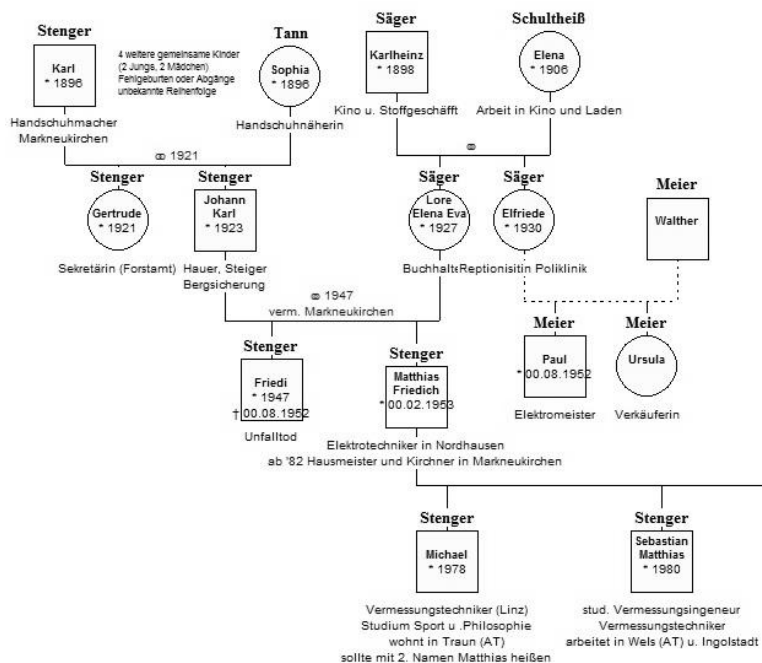 Stenger
Karl
* 1896
Handschuhmacher
Markneukirchen
4 weitere gemeinsame Kinder
(2 Jungs, 2 Mädchen)
Fehlgeburten oder Abgänge
unbekannte Reihenfolge
Tann
Sophia
* 1896
Handschuhnäherin
Säger
Karlheinz
* 1898
Kino u. Stoffgeschäfft
Schultheiß
Elena
* 1906
Arbeit in Kino und Laden
⚭ 1921
⚭
Stenger
Gertrude
* 1921
Sekretärin (Forstamt)
Stenger
Johann
Karl
* 1923
Hauer, Steiger
Bergsicherung
Säger
Lore
Elena Eva
* 1927
Buchhalte
Säger
Elfriede
* 1930
Reptionisitin Poliklinik
Meier
Walther
⚭ 1947
verm. Markneukirchen
Stenger
Friedi
* 1947
† 00.08.1952
Unfalltod
Stenger
Matthias
Friedich
* 00.02.1953
Elektrotechniker in Nordhausen
ab '82 Hausmeister und Kirchner in Markneukirchen
Meier
Paul
* 00.08.1952
Elektromeister
Meier
Ursula
Verkäuferin
Stenger
Michael
* 1978
Vermessungstechniker (Linz)
Studium Sport u .Philosophie
wohnt in Traun (AT)
sollte mit 2. Namen Matthias heißen
Stenger
Sebastian
Matthias
* 1980
stud. Vermessungsingeneur
Vermessungstechniker
arbeitet in Wels (AT) u. Ingolstadt